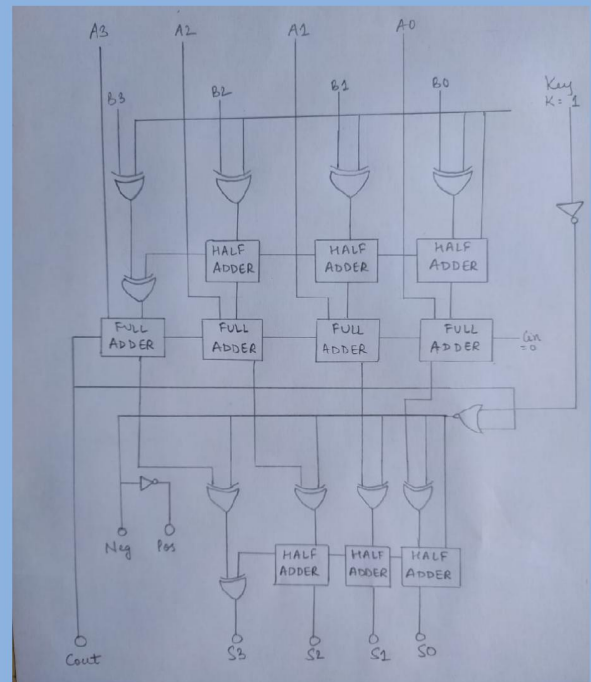 A3 A2 A1 A0
B3 B2 B1 B0
Key
K = 1
HALF
ADDER
HALF
ADDER
HALF
ADDER
FULL
ADDER
FULL
ADDER
FULL
ADDER
FULL
ADDER
Cin
=0
Neg Pos
HALF
ADDER
HALF
ADDER
HALF
ADDER
Cout
S3 S2 S1 S0